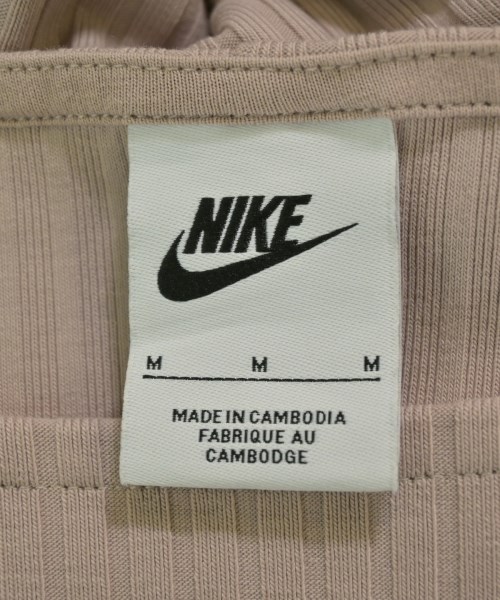 NIKE
M M M
MADE IN CAMBODIA
FABRIQUE AU
CAMBODGE